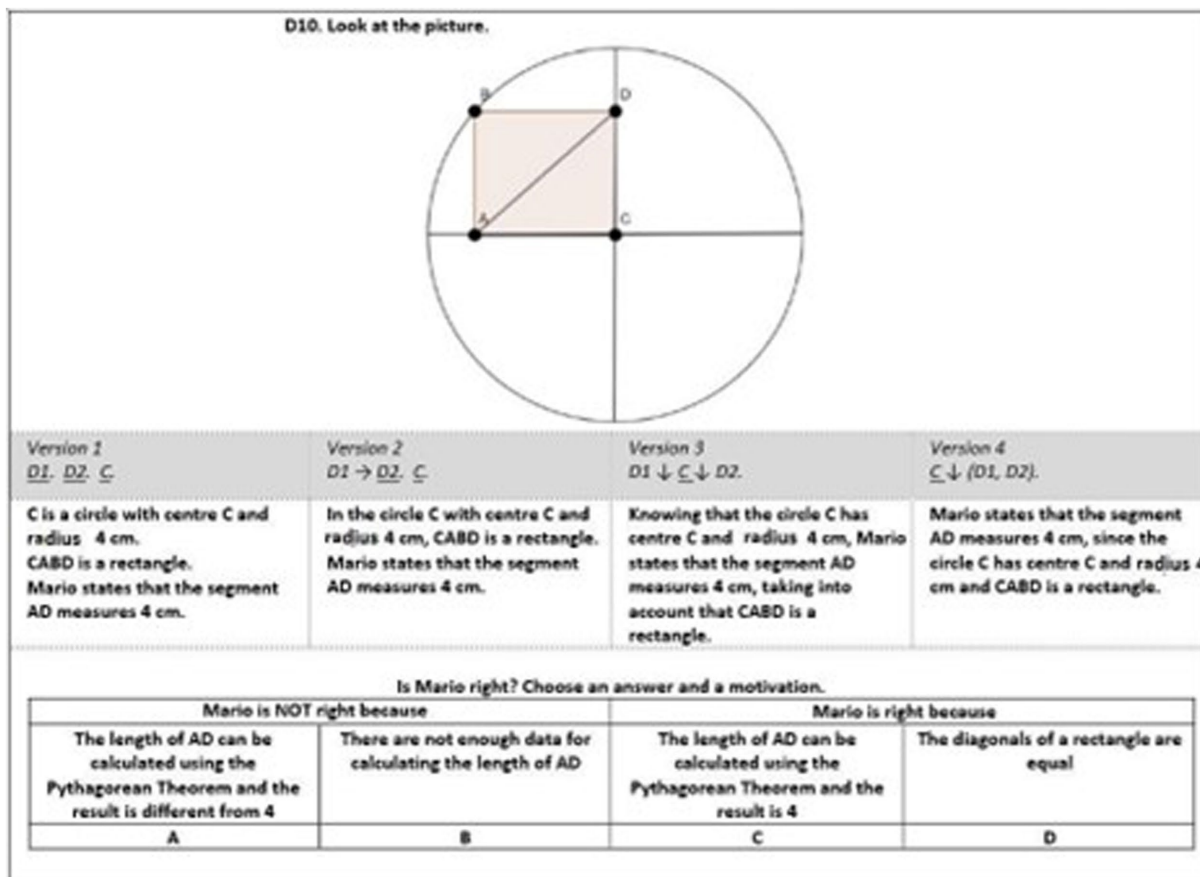 D10. Look at the picture.
B
D
A
C
Version 1
D1. D2. C.
Version 2
D1 → D2. C.
Version 3
D1 ↓ C ↓ D2.
Version 4
C ↓ (D1, D2).
C is a circle with centre C and
radius 4 cm.
CABD is a rectangle.
Mario states that the segment
AD measures 4 cm.
In the circle C with centre C and
radius 4 cm, CABD is a rectangle.
Mario states that the segment
AD measures 4 cm.
Knowing that the circle C has
centre C and radius 4 cm, Mario
states that the segment AD
measures 4 cm, taking into
account that CABD is a
rectangle.
Mario states that the segment
AD measures 4 cm, since the
circle C has centre C and radius 4
cm and CABD is a rectangle.
Is Mario right? Choose an answer and a motivation.
Mario is NOT right because
Mario is right because
The length of AD can be
calculated using the
Pythagorean Theorem and the
result is different from 4
There are not enough data for
calculating the length of AD
The length of AD can be
calculated using the
Pythagorean Theorem and the
result is 4
The diagonals of a rectangle are
equal
A
B
C
D